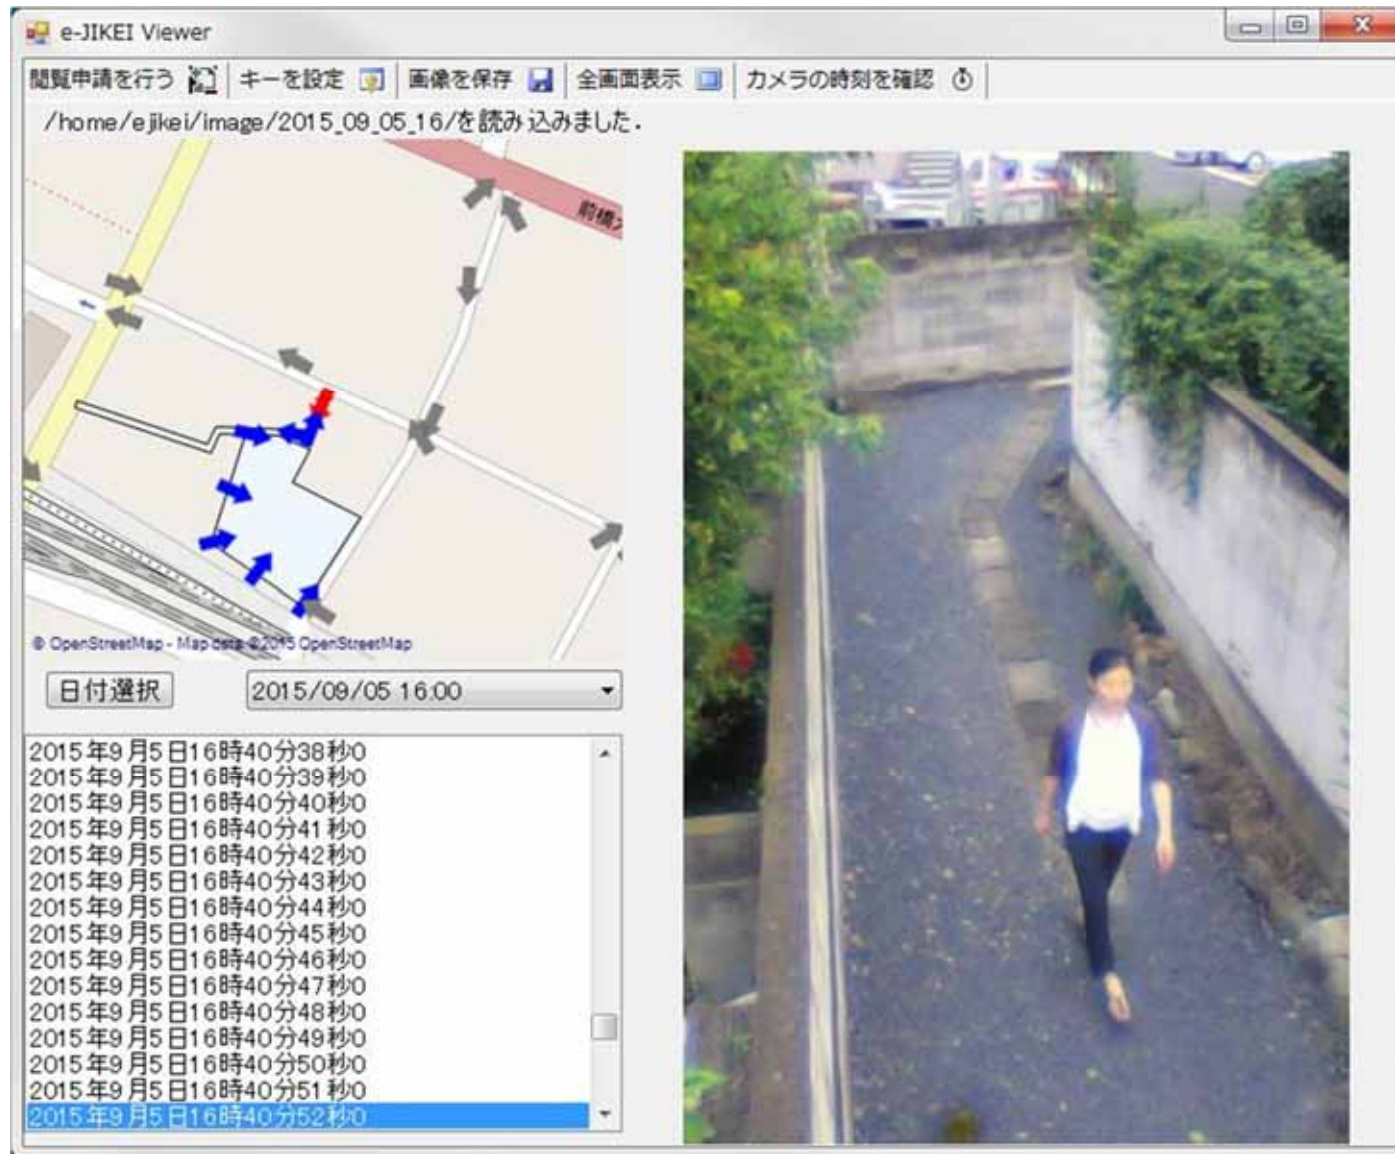 e-JIKEI Viewer
閲覧申請を行う キーを設定 画像を保存 全画面表示 カメラの時刻を確認
/home/ejikei/image/2015_09_05_16/を読み込みました.
前橋
© OpenStreetMap - Map data ©2015 OpenStreetMap
日付選択 2015/09/05 16:00
2015年9月5日16時40分38秒0
2015年9月5日16時40分39秒0
2015年9月5日16時40分40秒0
2015年9月5日16時40分41秒0
2015年9月5日16時40分42秒0
2015年9月5日16時40分43秒0
2015年9月5日16時40分44秒0
2015年9月5日16時40分45秒0
2015年9月5日16時40分46秒0
2015年9月5日16時40分47秒0
2015年9月5日16時40分48秒0
2015年9月5日16時40分49秒0
2015年9月5日16時40分50秒0
2015年9月5日16時40分51秒0
2015年9月5日16時40分52秒0